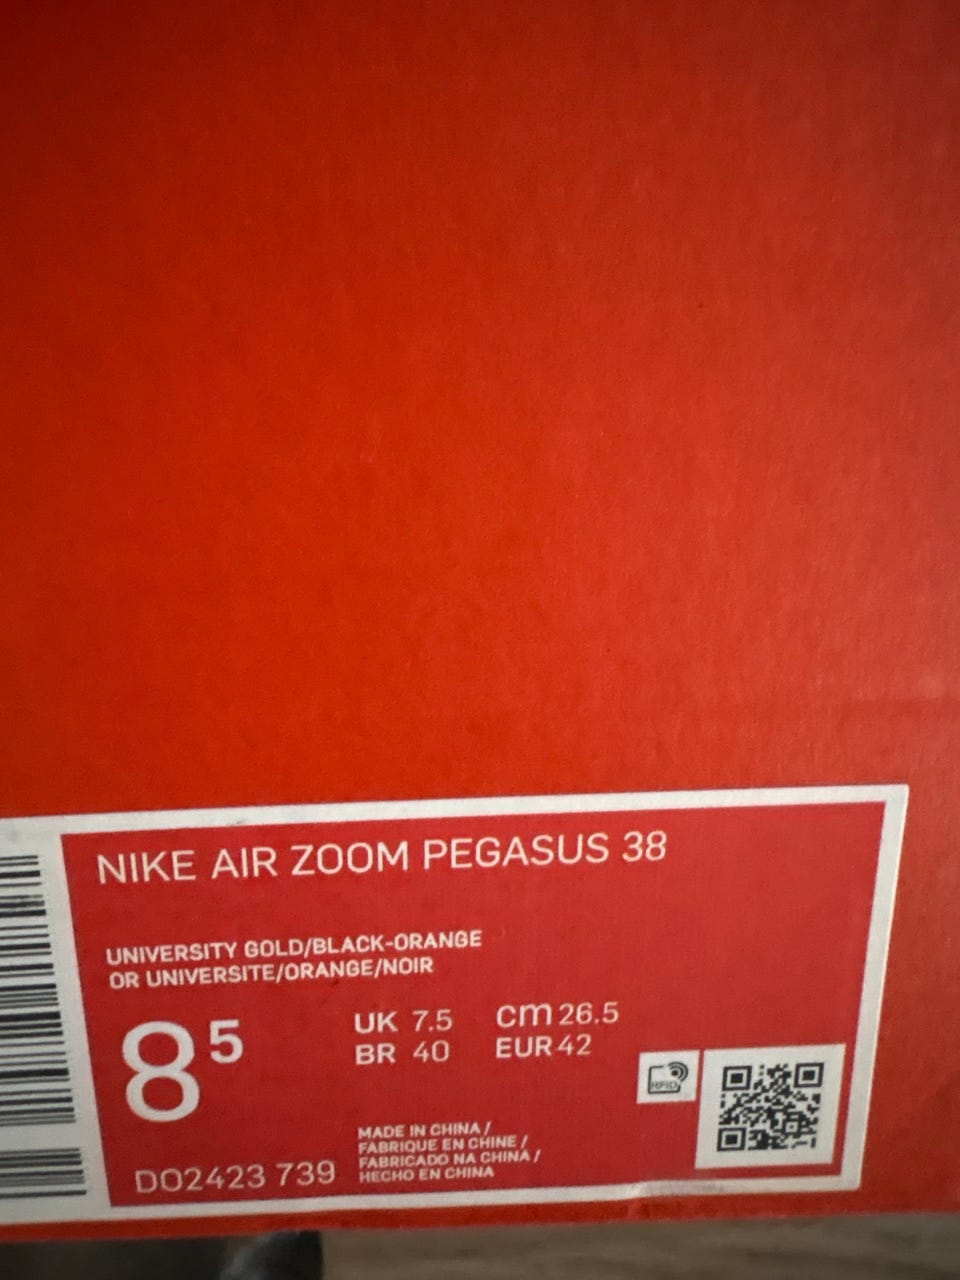 NIKE AIR ZOOM PEGASUS 38
UNIVERSITY GOLD/BLACK-ORANGE
OR UNIVERSITE/ORANGE/NOIR
8⁵
UK 7.5 cm 26.5
BR 40 EUR 42
RFID
MADE IN CHINA /
FABRIQUE EN CHINE /
FABRICADO NA CHINA /
HECHO EN CHINA
DO2423 739